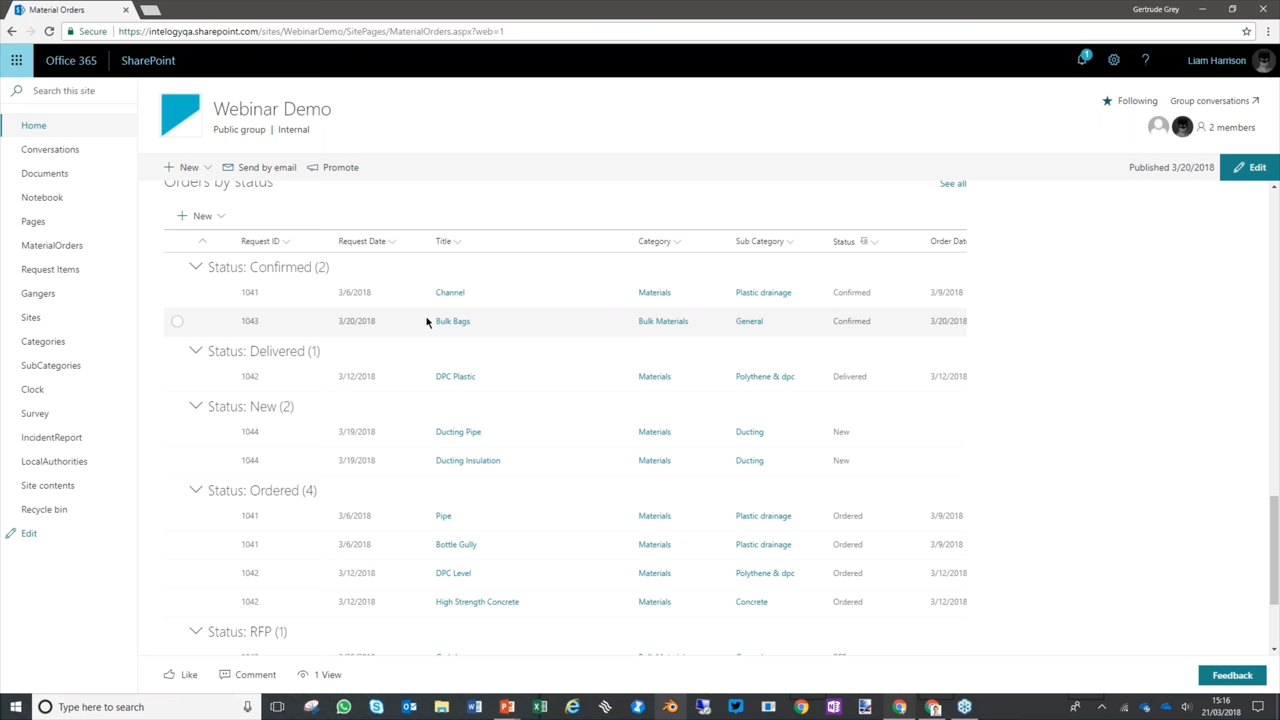 Material Orders
Gertrude Grey
Secure | https://intelogyqa.sharepoint.com/sites/WebinarDemo/SitePages/MaterialOrders.aspx?web=1
Office 365 SharePoint
1
Liam Harrison
Search this site
Home
Conversations
Documents
Notebook
Pages
MaterialOrders
Request Items
Gangers
Sites
Categories
SubCategories
Clock
Survey
IncidentReport
LocalAuthorities
Site contents
Recycle bin
Edit
Webinar Demo
Public group | Internal
Following Group conversations
2 members
New Send by email Promote
Published 3/20/2018 Edit
Orders by status
See all
New
Request ID Request Date Title Category Sub Category Status Order Dat
Status: Confirmed (2)
1041 3/6/2018 Channel Materials Plastic drainage Confirmed 3/9/2018
1043 3/20/2018 Bulk Bags Bulk Materials General Confirmed 3/20/2018
Status: Delivered (1)
1042 3/12/2018 DPC Plastic Materials Polythene & dpc Delivered 3/12/2018
Status: New (2)
1044 3/19/2018 Ducting Pipe Materials Ducting New
1044 3/19/2018 Ducting Insulation Materials Ducting New
Status: Ordered (4)
1041 3/6/2018 Pipe Materials Plastic drainage Ordered 3/9/2018
1041 3/6/2018 Bottle Gully Materials Plastic drainage Ordered 3/9/2018
1042 3/12/2018 DPC Level Materials Polythene & dpc Ordered 3/12/2018
1042 3/12/2018 High Strength Concrete Materials Concrete Ordered 3/12/2018
Status: RFP (1)
Like Comment 1 View
Feedback
Type here to search
15:16
21/03/2018